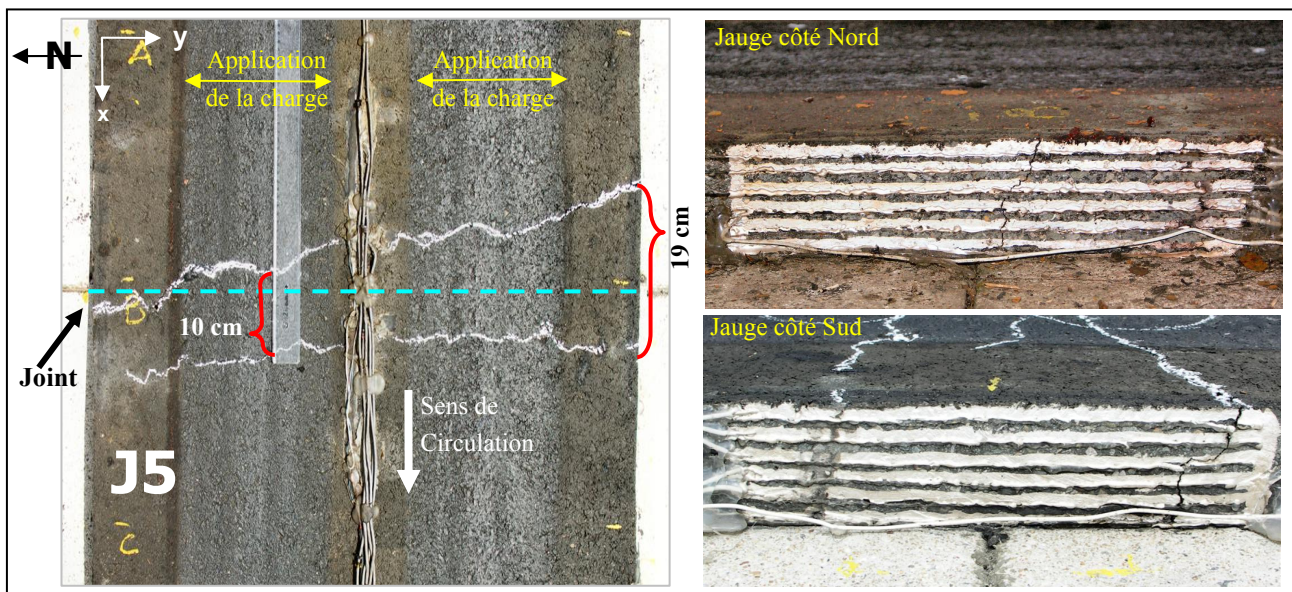 N
y
x
A
Application
de la charge
Application
de la charge
10 cm
19 cm
B
Joint
Sens de
Circulation
J5
C
Jauge côté Nord
Jauge côté Sud